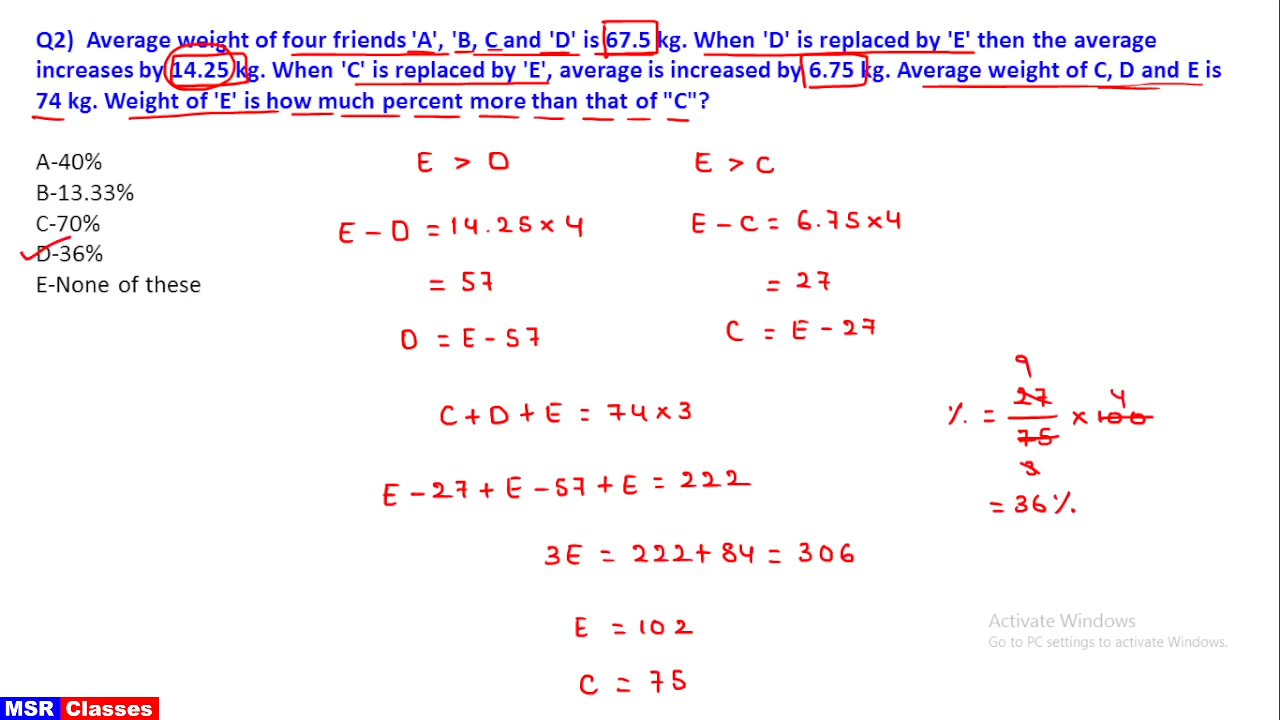 Q2) Average weight of four friends 'A', 'B, C and 'D' is 67.5 kg. When 'D' is replaced by 'E' then the average
increases by 14.25 kg. When 'C' is replaced by 'E', average is increased by 6.75 kg. Average weight of C, D and E is
74 kg. Weight of 'E' is how much percent more than that of "C"?
A-40%
B-13.33%
C-70%
D-36%
E-None of these
E > D
E - D = 14.25 × 4
= 57
D = E - 57
E > C
E - C = 6.75 × 4
= 27
C = E - 27
C + D + E = 74 × 3
E - 27 + E - 57 + E = 222
3E = 222 + 84 = 306
E = 102
C = 75
9
27
4
% = × 100
75
3
= 36%
Activate Windows
Go to PC settings to activate Windows.
MSR Classes